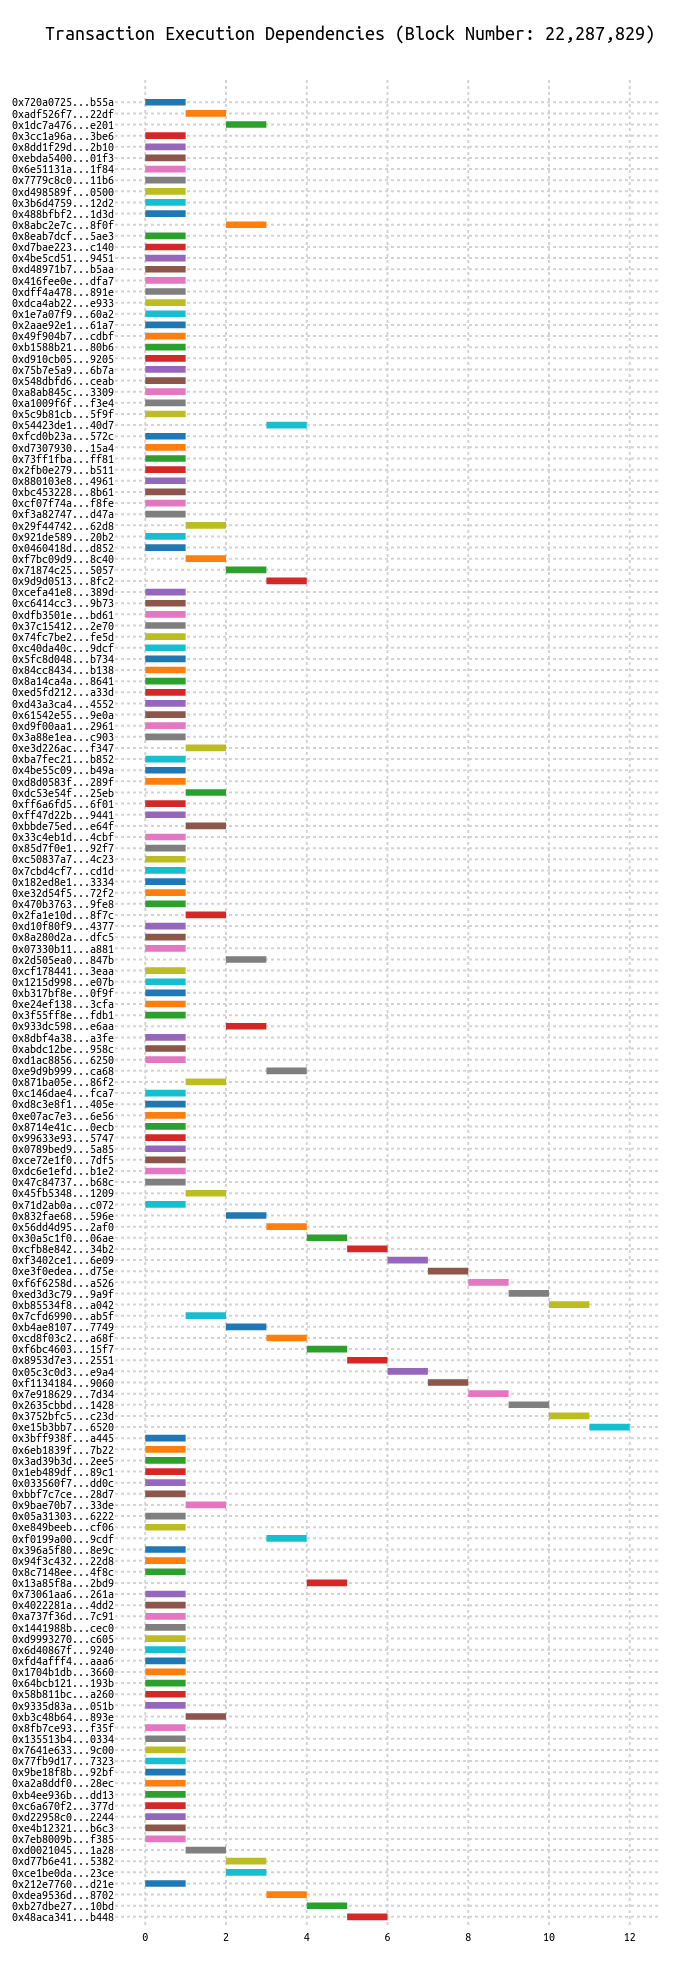 Transaction Execution Dependencies (Block Number: 22,287,829)
0x720a0725...b55a
0xadf526f7...22df
0x1dc7a476...e201
0x3cc1a96a...3be6
0x8dd1f29d...2b10
0xebda5400...01f3
0x6e51131a...1f84
0x7779c8c0...11b6
0xd498589f...0500
0x3b6d4759...12d2
0x488bfbf2...1d3d
0x8abc2e7c...8f0f
0x8eab7dcf...5ae3
0xd7bae223...c140
0x4be5cd51...9451
0xd48971b7...b5aa
0x416fee0e...dfa7
0xdff4a478...891e
0xdca4ab22...e933
0x1e7a07f9...60a2
0x2aae92e1...61a7
0x49f904b7...cdbf
0xb1588b21...80b6
0xd910cb05...9205
0x75b7e5a9...6b7a
0x548dbfd6...ceab
0xa8ab845c...3309
0xa1009f6f...f3e4
0x5c9b81cb...5f9f
0x54423de1...40d7
0xfcd0b23a...572c
0xd7307930...15a4
0x73ff1fba...ff81
0x2fb0e279...b511
0x880103e8...4961
0xbc453228...8b61
0xcf07f74a...f8fe
0xf3a82747...d47a
0x29f44742...62d8
0x921de589...20b2
0x0460418d...d852
0xf7bc09d9...8c40
0x71874c25...5057
0x9d9d0513...8fc2
0xcefa41e8...389d
0xc6414cc3...9b73
0xdfb3501e...bd61
0x37c15412...2e70
0x74fc7be2...fe5d
0xc40da40c...9dcf
0x5fc8d048...b734
0x84cc8434...b138
0x8a14ca4a...8641
0xed5fd212...a33d
0xd43a3ca4...4552
0x61542e55...9e0a
0xd9f00aa1...2961
0x3a88e1ea...c903
0xe3d226ac...f347
0xba7fec21...b852
0x4be55c09...b49a
0xd8d0583f...289f
0xdc53e54f...25eb
0xff6a6fd5...6f01
0xff47d22b...9441
0xbbde75ed...e64f
0x33c4eb1d...4cbf
0x85d7f0e1...92f7
0xc50837a7...4c23
0x7cbd4cf7...cd1d
0x182ed8e1...3334
0xe32d54f5...72f2
0x470b3763...9fe8
0x2fa1e10d...8f7c
0xd10f80f9...4377
0x8a280d2a...dfc5
0x07330b11...a881
0x2d505ea0...847b
0xcf178441...3eaa
0x1215d998...e07b
0xb317bf8e...0f9f
0xe24ef138...3cfa
0x3f55ff8e...fdb1
0x933dc598...e6aa
0x8dbf4a38...a3fe
0xabdc12be...958c
0xd1ac8856...6250
0xe9d9b999...ca68
0x871ba05e...86f2
0xc146dae4...fca7
0xd8c3e8f1...405e
0xe07ac7e3...6e56
0x8714e41c...0ecb
0x99633e93...5747
0x0789bed9...5a85
0xce72e1f0...7df5
0xdc6e1efd...b1e2
0x47c84737...b68c
0x45fb5348...1209
0x71d2ab0a...c072
0x832fae68...596e
0x56dd4d95...2af0
0x30a5c1f0...06ae
0xcfb8e842...34b2
0xf3402ce1...6e09
0xe3f0edea...d75e
0xf6f6258d...a526
0xed3d3c79...9a9f
0xb85534f8...a042
0x7cfd6990...ab5f
0xb4ae8107...7749
0xcd8f03c2...a68f
0xf6bc4603...15f7
0x8953d7e3...2551
0x05c3c0d3...e9a4
0xf1134184...9060
0x7e918629...7d34
0x2635cbbd...1428
0x3752bfc5...c23d
0xe15b3bb7...6520
0x3bff938f...a445
0x6eb1839f...7b22
0x3ad39b3d...2ee5
0x1eb489df...89c1
0x033560f7...dd0c
0xbbf7c7ce...28d7
0x9bae70b7...33de
0x05a31303...6222
0xe849beeb...cf06
0xf0199a00...9cdf
0x396a5f80...8e9c
0x94f3c432...22d8
0x8c7148ee...4f8c
0x13a85f8a...2bd9
0x73061aa6...261a
0x4022281a...4dd2
0xa737f36d...7c91
0x1441988b...cec0
0xd9993270...c605
0x6d40867f...9240
0xfd4afff4...aaa6
0x1704b1db...3660
0x64bcb121...193b
0x58b811bc...a260
0x9335d83a...051b
0xb3c48b64...893e
0x8fb7ce93...f35f
0x135513b4...0334
0x7641e633...9c00
0x77fb9d17...7323
0x9be18f8b...92bf
0xa2a8ddf0...28ec
0xb4ee936b...dd13
0xc6a670f2...377d
0xd22958c0...2244
0xe4b12321...b6c3
0x7eb8009b...f385
0xd0021045...1a28
0xd77b6e41...5382
0xce1be0da...23ce
0x212e7760...d21e
0xdea9536d...8702
0xb27dbe27...10bd
0x48aca341...b448
0 2 4 6 8 10 12